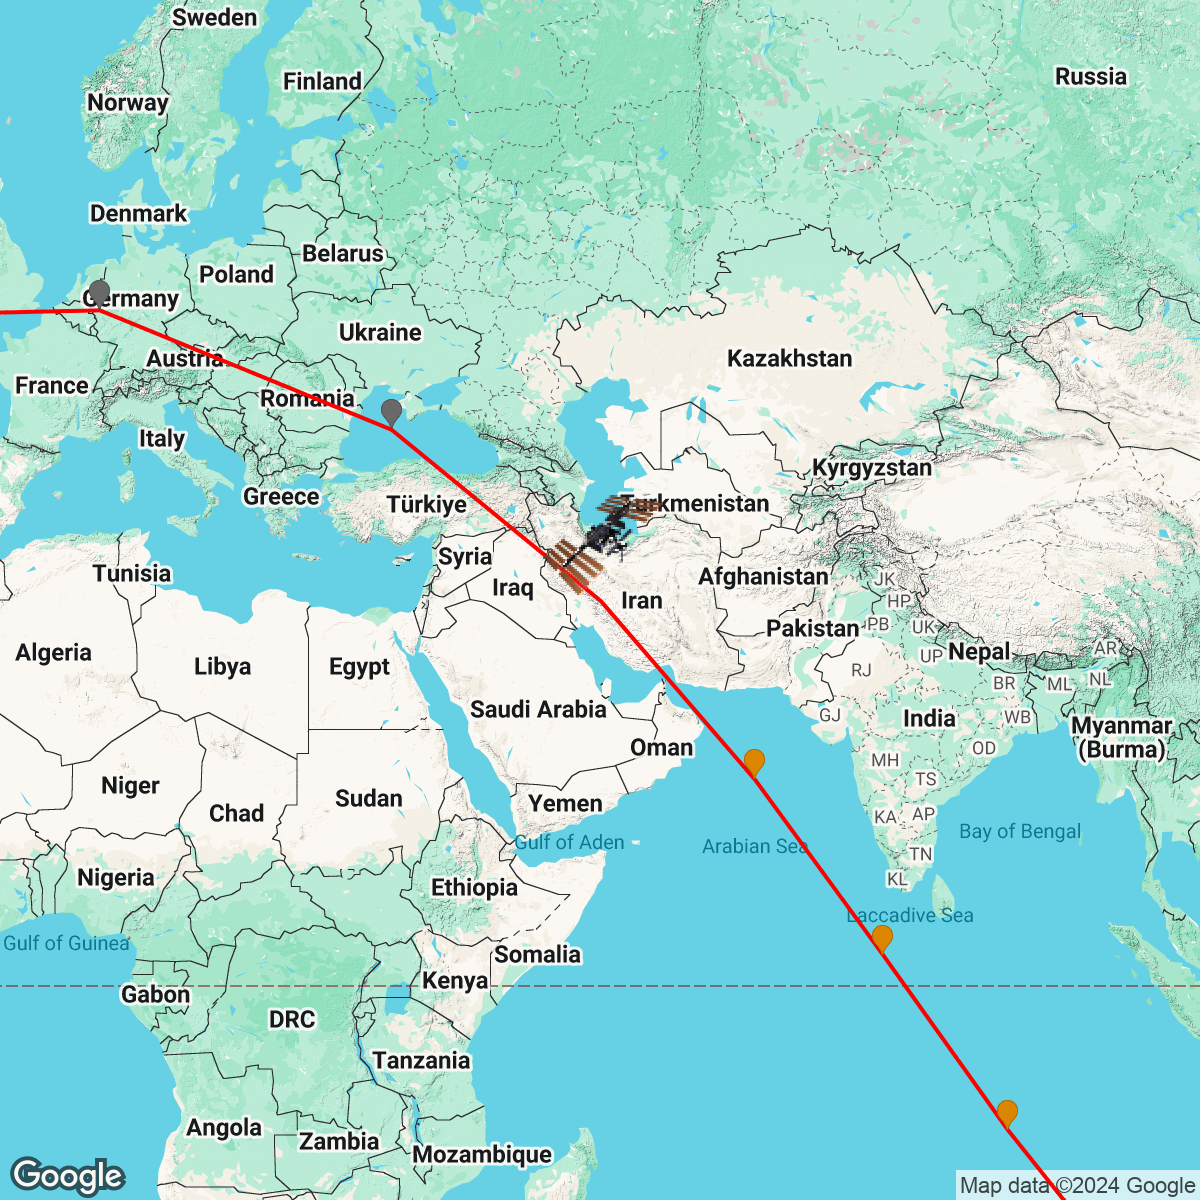 Sweden
Finland
Russia
Norway
Denmark
Belarus
Poland
Germany
Ukraine
Austria
Kazakhstan
France
Romania
Italy
Kyrgyzstan
Greece
Türkiye
Turkmenistan
Syria
Tunisia
Iraq
Afghanistan
JK
HP
Iran
Pakistan
PB
UK
Algeria
Libya
Egypt
UP
Nepal
AR
RJ
BR
ML
NL
Saudi Arabia
GJ
India
WB
Myanmar
(Burma)
Oman
OD
MH
TS
Niger
Sudan
Yemen
Chad
KA
AP
Gulf of Aden
Arabian Sea
Bay of Bengal
TN
Nigeria
KL
Ethiopia
Laccadive Sea
Gulf of Guinea
Somalia
Kenya
Gabon
DRC
Tanzania
Angola
Zambia
Mozambique
Google
Map data ©2024 Google